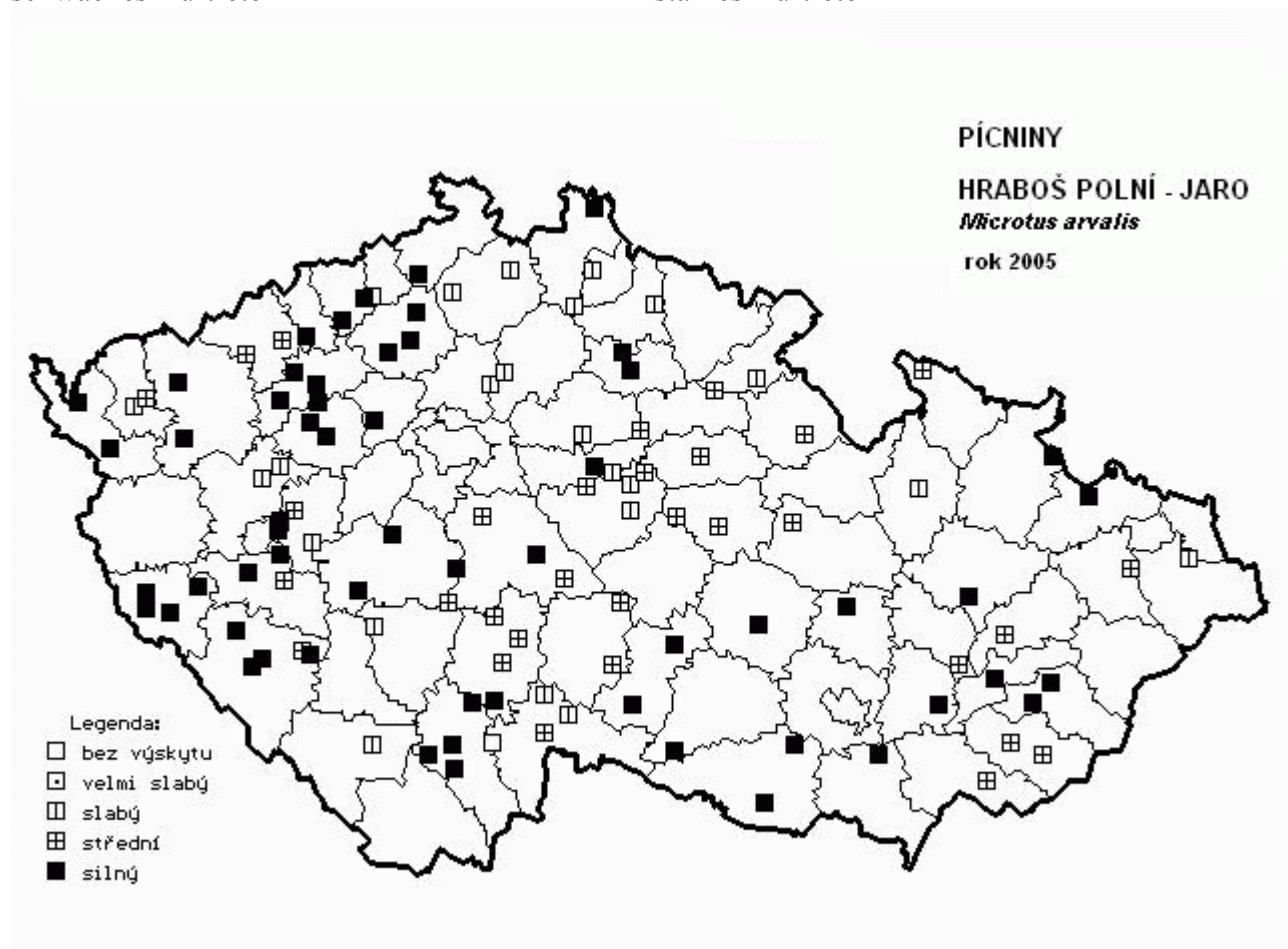 PÍCNINY
HRABOŠ POLNÍ - JARO
Microtus arvalis
rok 2005
Legenda:
bez výskytu
velmi slabý
slabý
střední
silný